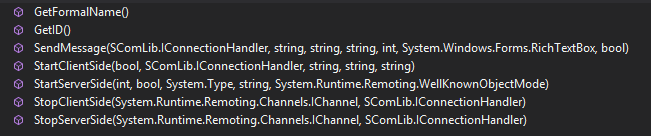 GetFormalName()
GetID()
SendMessage(SComLib.IConnectionHandler, string, string, string, int, System.Windows.Forms.RichTextBox, bool)
StartClientSide(bool, SComLib.IConnectionHandler, string, string, string)
StartServerSide(int, bool, System.Type, string, System.Runtime.Remoting.WellKnownObjectMode)
StopClientSide(System.Runtime.Remoting.Channels.IChannel, SComLib.IConnectionHandler)
StopServerSide(System.Runtime.Remoting.Channels.IChannel, SComLib.IConnectionHandler)